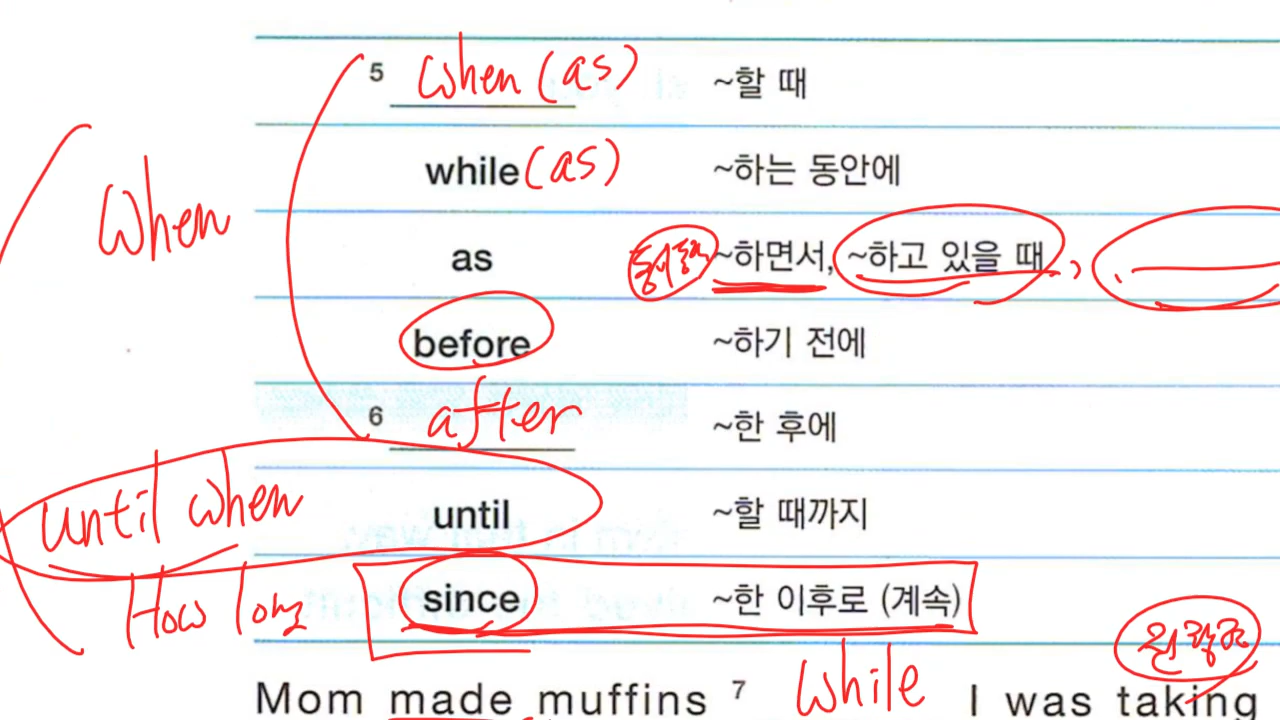 5 when (as) ~할 때
while (as) ~하는 동안에
when
as ~하면서, ~하고 있을 때,
before ~하기 전에
6 after ~한 후에
until when until ~할 때까지
How long since ~한 이후로 (계속)
Mom made muffins 7 while I was taking